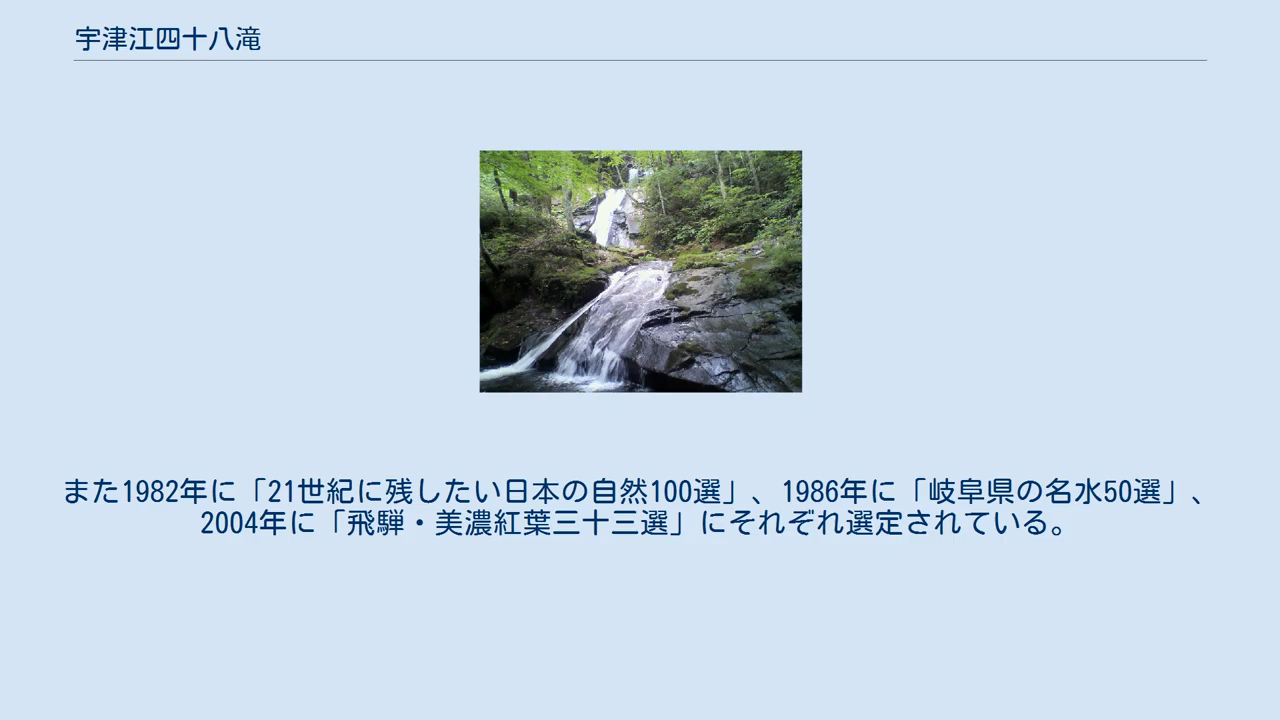 宇津江四十八滝
また1982年に「21世紀に残したい日本の自然100選」、1986年に「岐阜県の名水50選」、
2004年に「飛騨・美濃紅葉三十三選」にそれぞれ選定されている。